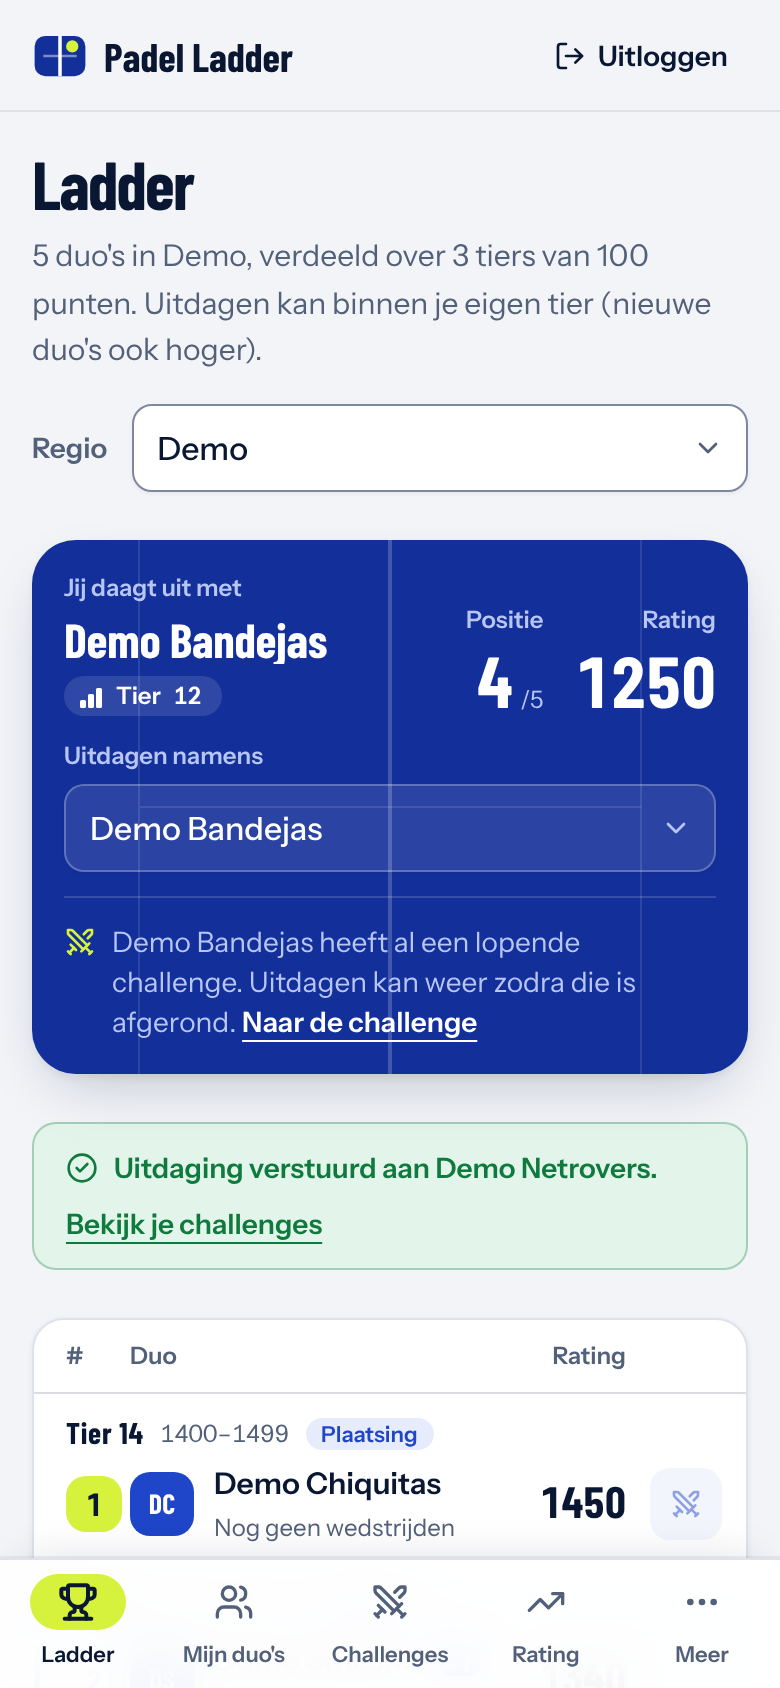 Padel Ladder
Uitloggen
Ladder
5 duo's in Demo, verdeeld over 3 tiers van 100
punten. Uitdagen kan binnen je eigen tier (nieuwe
duo's ook hoger).
Regio
Demo
Jij daagt uit met
Demo Bandejas
Tier 12
Positie
4 /5
Rating
1250
Uitdagen namens
Demo Bandejas
Demo Bandejas heeft al een lopende
challenge. Uitdagen kan weer zodra die is
afgerond. Naar de challenge
Uitdaging verstuurd aan Demo Netrovers.
Bekijk je challenges
# Duo Rating
Tier 14 1400–1499 Plaatsing
1 DC Demo Chiquitas 1450
Nog geen wedstrijden
Ladder
Mijn duo's
Challenges
Rating
Meer